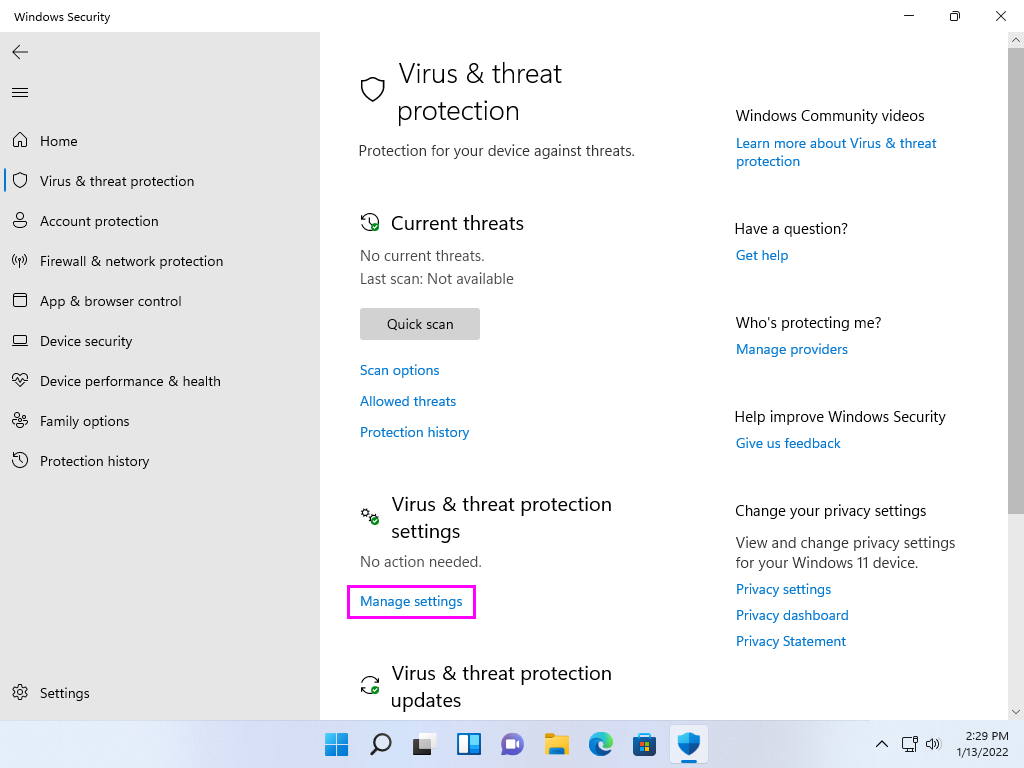 Windows Security
Home
Virus & threat protection
Account protection
Firewall & network protection
App & browser control
Device security
Device performance & health
Family options
Protection history
Settings
Virus & threat
protection
Protection for your device against threats.
Current threats
No current threats.
Last scan: Not available
Quick scan
Scan options
Allowed threats
Protection history
Virus & threat protection
settings
No action needed.
Manage settings
Virus & threat protection
updates
Windows Community videos
Learn more about Virus & threat
protection
Have a question?
Get help
Who's protecting me?
Manage providers
Help improve Windows Security
Give us feedback
Change your privacy settings
View and change privacy settings
for your Windows 11 device.
Privacy settings
Privacy dashboard
Privacy Statement
2:29 PM
1/13/2022